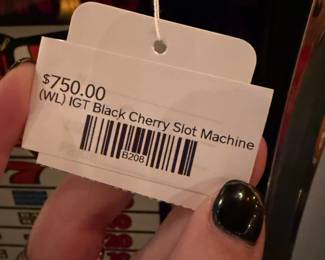 $750.00
(WL) IGT Black Cherry Slot Machine
B208